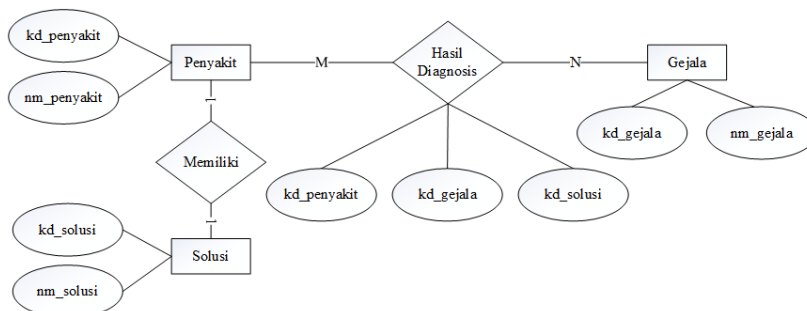 kd_penyakit
Penyakit
M
Hasil
Diagnosis
N
Gejala
nm_penyakit
1
kd_gejala
nm_gejala
Memiliki
kd_penyakit
kd_gejala
kd_solusi
1
kd_solusi
Solusi
nm_solusi